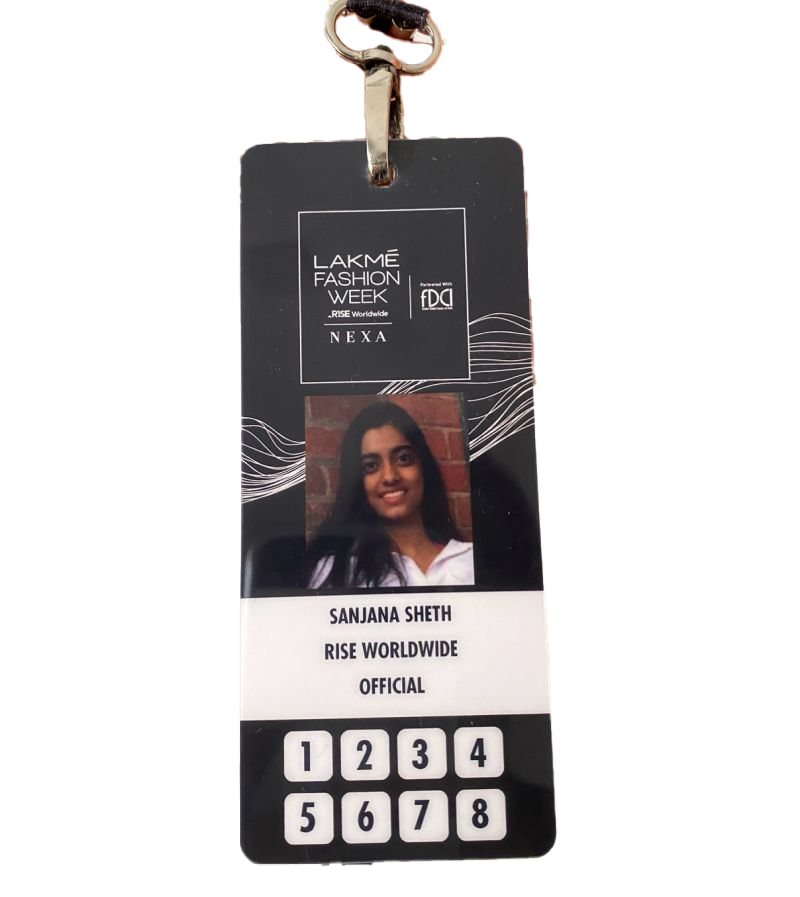 LAKMĒ
FASHION
WEEK
RISE Worldwide
NEXA
Partnered With
fDCI
SANJANA SHETH
RISE WORLDWIDE
OFFICIAL
1 2 3 4
5 6 7 8